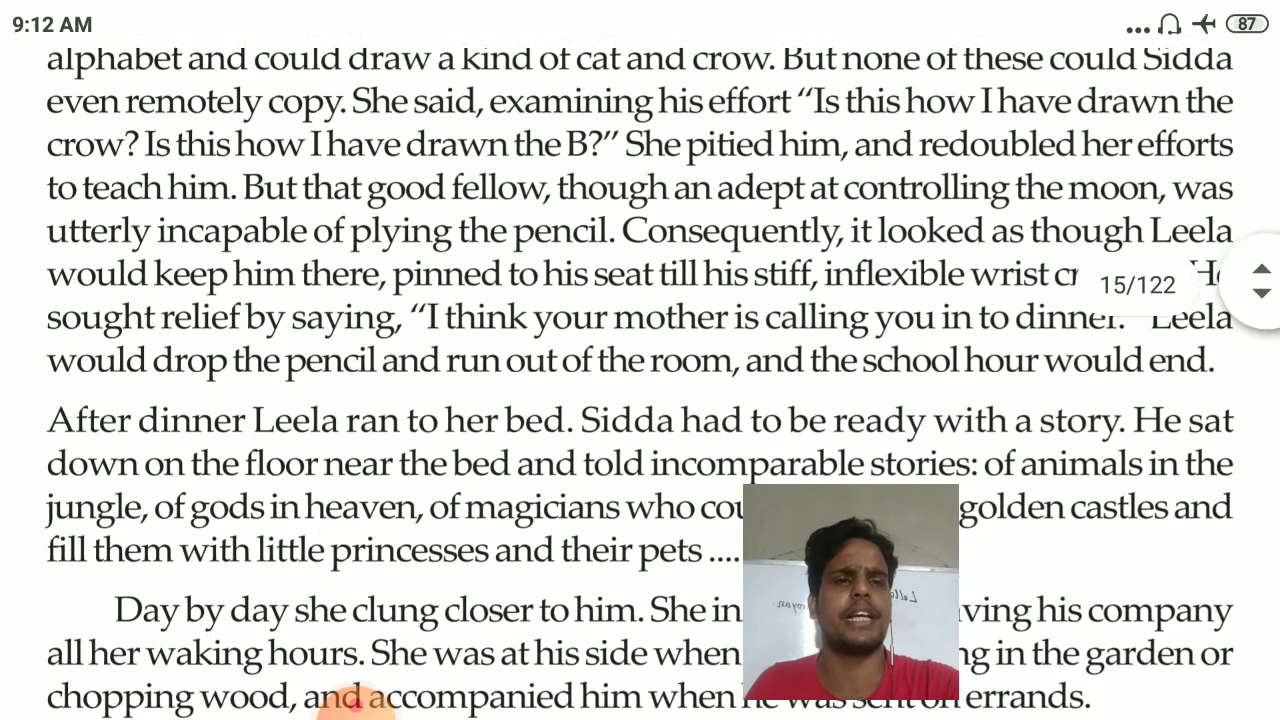 9:12 AM
87
alphabet and could draw a kind of cat and crow. But none of these could Sidda
even remotely copy. She said, examining his effort “Is this how I have drawn the
crow? Is this how I have drawn the B?” She pitied him, and redoubled her efforts
to teach him. But that good fellow, though an adept at controlling the moon, was
utterly incapable of plying the pencil. Consequently, it looked as though Leela
would keep him there, pinned to his seat till his stiff, inflexible wrist
15/122
sought relief by saying, “I think your mother is calling you in to dinner.” Leela
would drop the pencil and run out of the room, and the school hour would end.
After dinner Leela ran to her bed. Sidda had to be ready with a story. He sat
down on the floor near the bed and told incomparable stories: of animals in the
jungle, of gods in heaven, of magicians who golden castles and
fill them with little princesses and their pets ....
Day by day she clung closer to him. She his company
all her waking hours. She was at his side when in the garden or
chopping wood, and accompanied him when he was sent on errands.